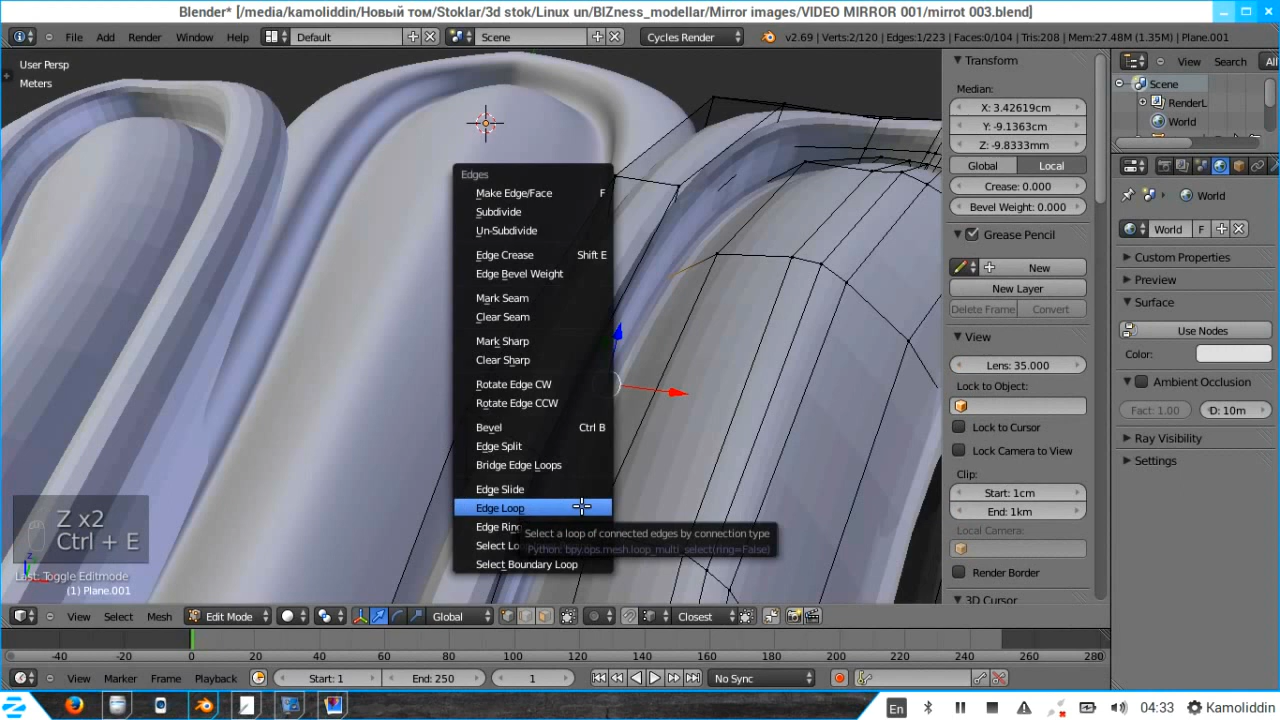 Blender* [/media/kamoliddin/Новый том/Stoklar/3d stok/Linux un/BIZness_modellar/Mirror images/VIDEO MIRROR 001/mirrot 003.blend]
File Add Render Window Help Default Scene Cycles Render v2.69 | Verts:2/120 | Edges:1/223 | Faces:0/104 | Tris:208 | Mem:27.48M (1.35M) | Plane.001
View Search All
User Persp
Meters
Transform
Median:
X: 3.42619cm
Y: -9.1363cm
Z: -9.8333mm
Global Local
Crease: 0.000
Bevel Weight: 0.000
Grease Pencil
New
New Layer
Delete Frame Convert
View
Lens: 35.000
Lock to Object:
Lock to Cursor
Lock Camera to View
Clip:
Start: 1cm
End: 1km
Local Camera:
Render Border
3D Cursor
Scene
RenderL
World
World
World F
Custom Properties
Preview
Surface
Use Nodes
Color:
Ambient Occlusion
Fact: 1.00 D: 10m
Ray Visibility
Settings
Edges
Make Edge/Face F
Subdivide
Un-Subdivide
Edge Crease Shift E
Edge Bevel Weight
Mark Seam
Clear Seam
Mark Sharp
Clear Sharp
Rotate Edge CW
Rotate Edge CCW
Bevel Ctrl B
Edge Split
Bridge Edge Loops
Edge Slide
Edge Loop
Edge Ring
Select Lo
Select Boundary Loop
Select a loop of connected edges by connection type
Python: bpy.ops.mesh.loop_multi_select(ring=False)
Z x2
Ctrl + E
z
Last: Toggle Editmode
(1) Plane.001
View Select Mesh Edit Mode Global Closest
-40 -20 0 20 40 60 80 100 120 140 160 180 200 220 240 260 280
View Marker Frame Playback Start: 1 End: 250 1 No Sync
En 04:33 Kamoliddin